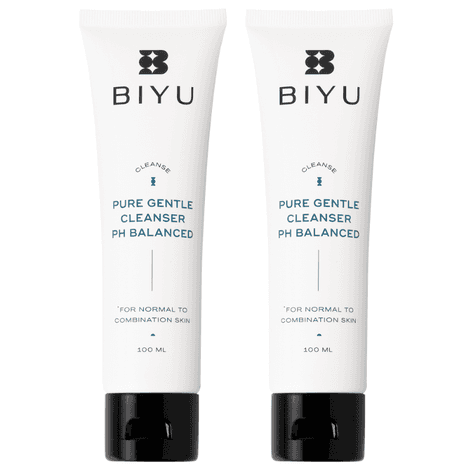 BIYU
CLEANSE
PURE GENTLE
CLEANSER
PH BALANCED
*FOR NORMAL TO
COMBINATION SKIN
100 ML
BIYU
CLEANSE
PURE GENTLE
CLEANSER
PH BALANCED
*FOR NORMAL TO
COMBINATION SKIN
100 ML